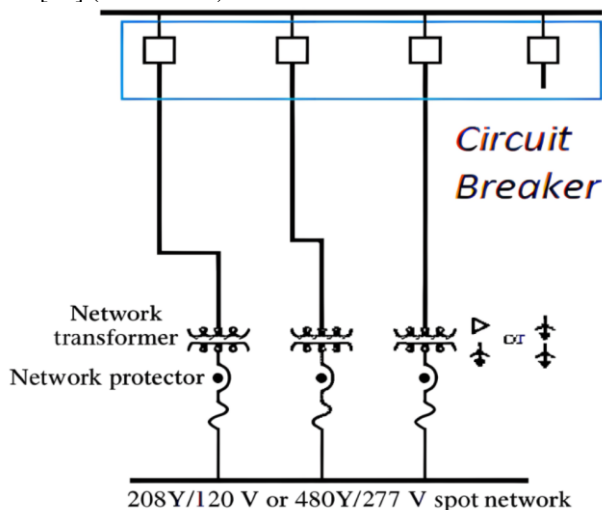 Circuit
Breaker
Network
transformer
or
Network protector
208Y/120 V or 480Y/277 V spot network